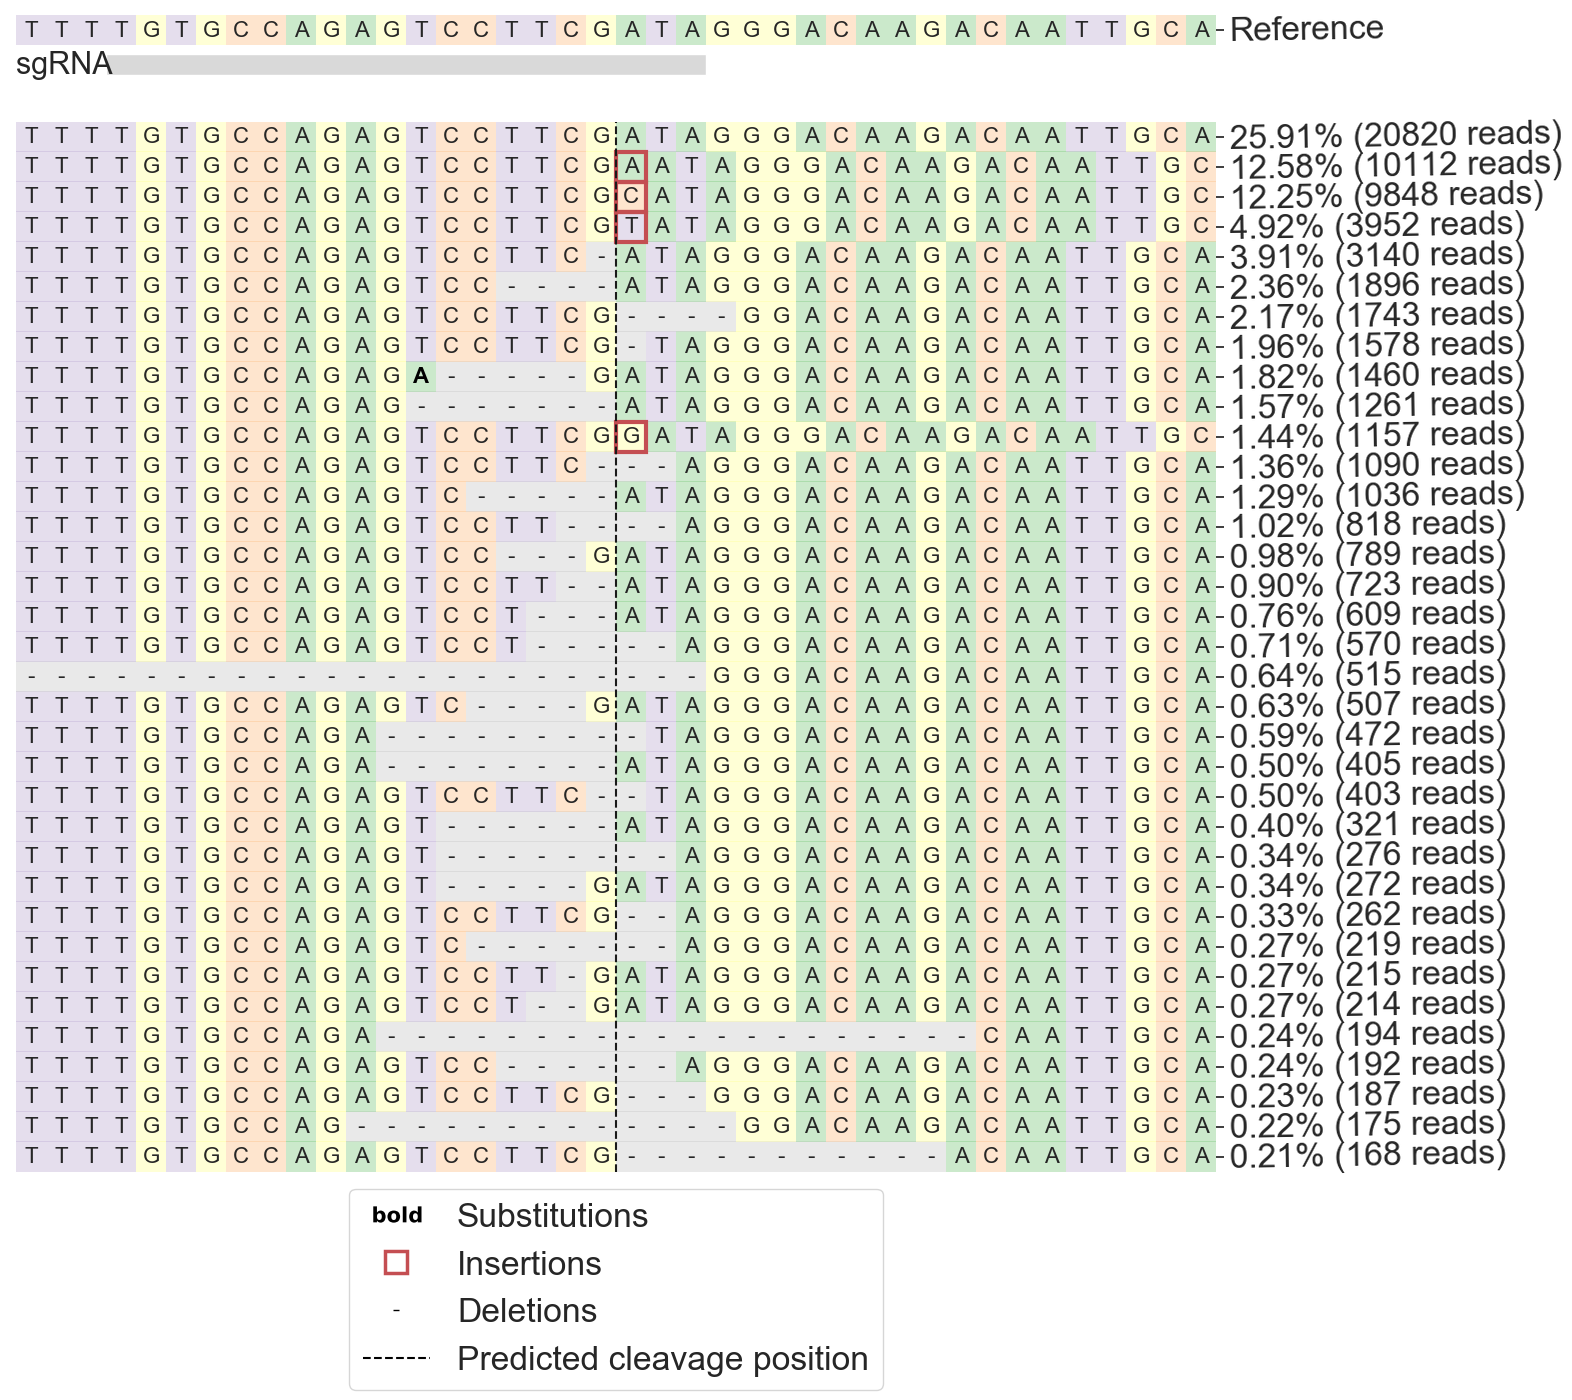 T T T T G T G C C A G A G T C C T T C G A T A G G G A C A A G A C A A T T G C A Reference
sgRNA
T T T T G T G C C A G A G T C C T T C G A T A G G G A C A A G A C A A T T G C A 25.91% (20820 reads)
T T T T G T G C C A G A G T C C T T C G A A T A G G G A C A A G A C A A T T G C 12.58% (10112 reads)
T T T T G T G C C A G A G T C C T T C G C A T A G G G A C A A G A C A A T T G C 12.25% (9848 reads)
T T T T G T G C C A G A G T C C T T C G T A T A G G G A C A A G A C A A T T G C 4.92% (3952 reads)
T T T T G T G C C A G A G T C C T T C - A T A G G G A C A A G A C A A T T G C A 3.91% (3140 reads)
T T T T G T G C C A G A G T C C - - - - A T A G G G A C A A G A C A A T T G C A 2.36% (1896 reads)
T T T T G T G C C A G A G T C C T T C G - - - - G G A C A A G A C A A T T G C A 2.17% (1743 reads)
T T T T G T G C C A G A G T C C T T C G - T A G G G A C A A G A C A A T T G C A 1.96% (1578 reads)
T T T T G T G C C A G A G A - - - - - G A T A G G G A C A A G A C A A T T G C A 1.82% (1460 reads)
T T T T G T G C C A G A G - - - - - - - A T A G G G A C A A G A C A A T T G C A 1.57% (1261 reads)
T T T T G T G C C A G A G T C C T T C G G A T A G G G A C A A G A C A A T T G C 1.44% (1157 reads)
T T T T G T G C C A G A G T C C T T C - - - A G G G A C A A G A C A A T T G C A 1.36% (1090 reads)
T T T T G T G C C A G A G T C - - - - - A T A G G G A C A A G A C A A T T G C A 1.29% (1036 reads)
T T T T G T G C C A G A G T C C T T - - - - A G G G A C A A G A C A A T T G C A 1.02% (818 reads)
T T T T G T G C C A G A G T C C - - - G A T A G G G A C A A G A C A A T T G C A 0.98% (789 reads)
T T T T G T G C C A G A G T C C T T - - A T A G G G A C A A G A C A A T T G C A 0.90% (723 reads)
T T T T G T G C C A G A G T C C T - - - A T A G G G A C A A G A C A A T T G C A 0.76% (609 reads)
T T T T G T G C C A G A G T C C T - - - - - A G G G A C A A G A C A A T T G C A 0.71% (570 reads)
- - - - - - - - - - - - - - - - - - - - - - - G G G A C A A G A C A A T T G C A 0.64% (515 reads)
T T T T G T G C C A G A G T C - - - - G A T A G G G A C A A G A C A A T T G C A 0.63% (507 reads)
T T T T G T G C C A G A - - - - - - - - - T A G G G A C A A G A C A A T T G C A 0.59% (472 reads)
T T T T G T G C C A G A - - - - - - - - A T A G G G A C A A G A C A A T T G C A 0.50% (405 reads)
T T T T G T G C C A G A G T C C T T C - - T A G G G A C A A G A C A A T T G C A 0.50% (403 reads)
T T T T G T G C C A G A G T - - - - - - A T A G G G A C A A G A C A A T T G C A 0.40% (321 reads)
T T T T G T G C C A G A G T - - - - - - - - A G G G A C A A G A C A A T T G C A 0.34% (276 reads)
T T T T G T G C C A G A G T - - - - - G A T A G G G A C A A G A C A A T T G C A 0.34% (272 reads)
T T T T G T G C C A G A G T C C T T C G - - A G G G A C A A G A C A A T T G C A 0.33% (262 reads)
T T T T G T G C C A G A G T C - - - - - - - A G G G A C A A G A C A A T T G C A 0.27% (219 reads)
T T T T G T G C C A G A G T C C T T - G A T A G G G A C A A G A C A A T T G C A 0.27% (215 reads)
T T T T G T G C C A G A G T C C T - - G A T A G G G A C A A G A C A A T T G C A 0.27% (214 reads)
T T T T G T G C C A G A - - - - - - - - - - - - - - - - - - - - C A A T T G C A 0.24% (194 reads)
T T T T G T G C C A G A G T C C - - - - - - A G G G A C A A G A C A A T T G C A 0.24% (192 reads)
T T T T G T G C C A G A G T C C T T C G - - - G G G A C A A G A C A A T T G C A 0.23% (187 reads)
T T T T G T G C C A G - - - - - - - - - - - - - G G A C A A G A C A A T T G C A 0.22% (175 reads)
T T T T G T G C C A G A G T C C T T C G - - - - - - - - - - - A C A A T T G C A 0.21% (168 reads)
bold Substitutions
Insertions
- Deletions
Predicted cleavage position